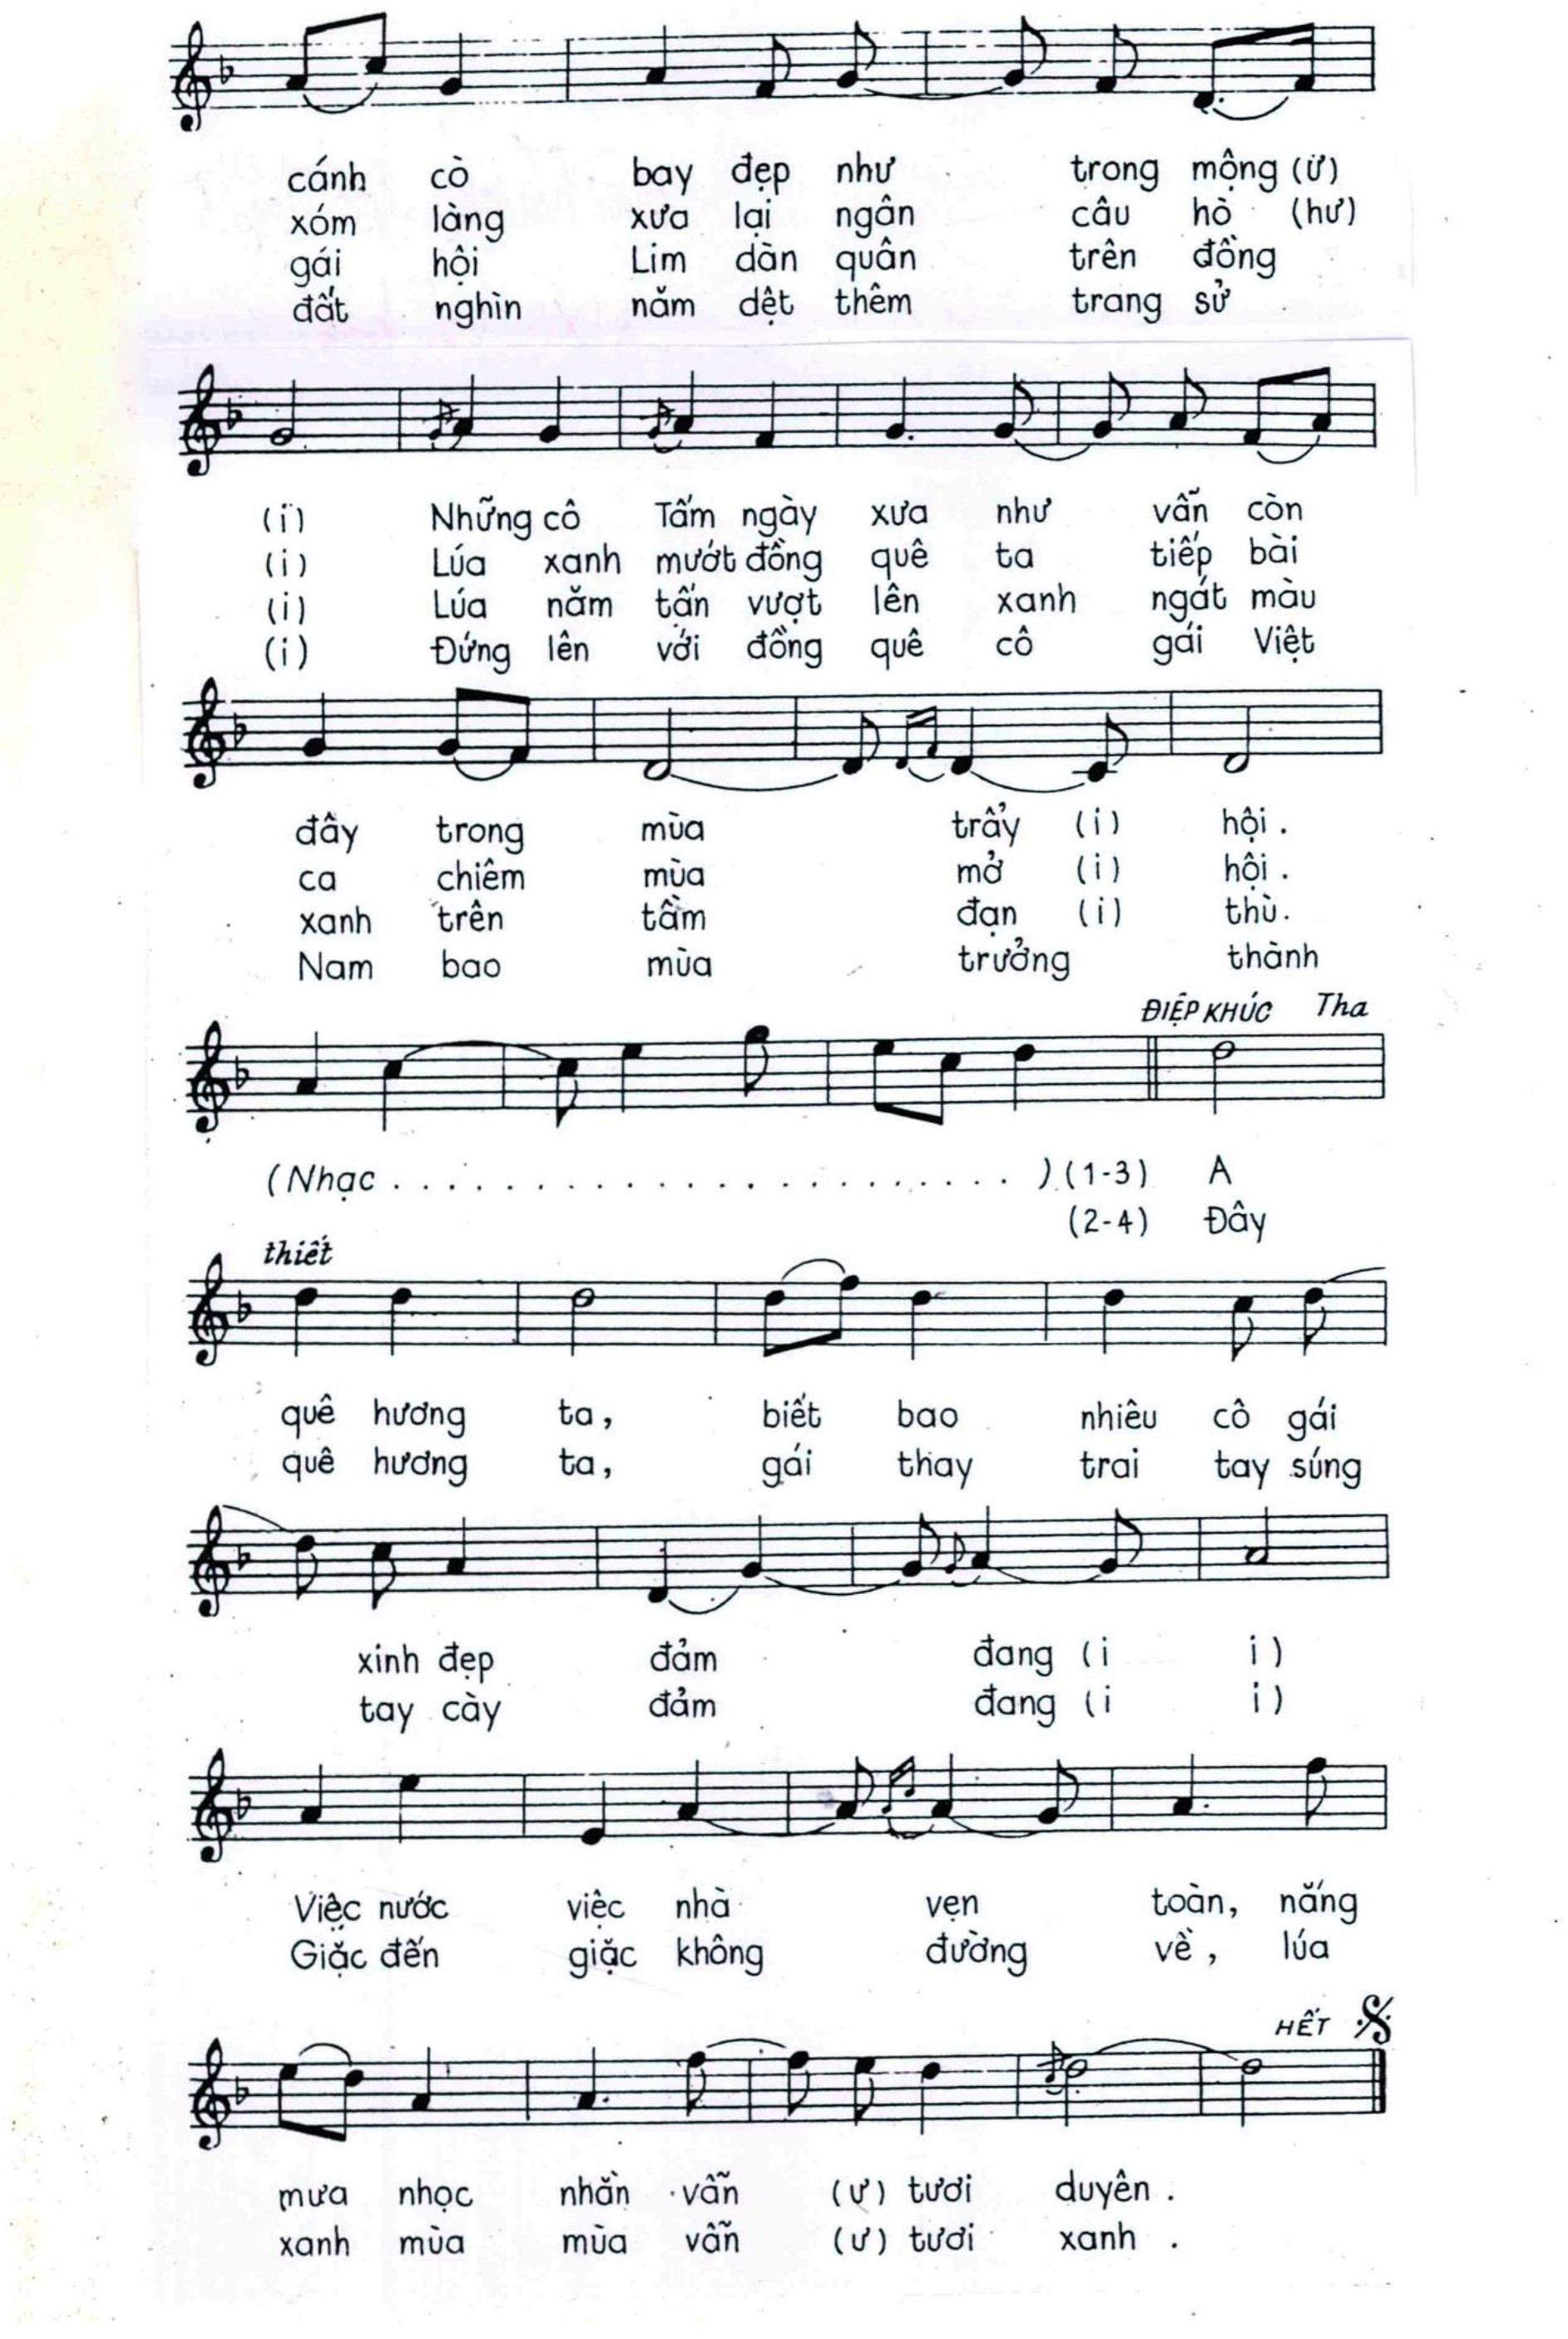 cánh cò bay đẹp như trong mộng (ừ)
xóm làng xưa lại ngân câu hò (hư)
gái hội Lim dàn quân trên đồng
đất nghìn năm dệt thêm trang sử
(i) Những cô Tấm ngày xưa như vẫn còn
(i) Lúa xanh mướt đồng quê ta tiếp bài
(i) Lúa năm tấn vượt lên xanh ngát màu
(i) Đứng lên với đồng quê cô gái Việt
đây trong mùa trẩy (i) hội.
ca chiêm mùa mở (i) hội.
xanh trên tầm đạn (i) thù.
Nam bao mùa trưởng thành
ĐIỆP KHÚC Tha
(Nhạc . . . . . . . . . . . . . . . . . . . . . . ) (1-3) A
(2-4) Đây
thiết
quê hương ta, biết bao nhiêu cô gái
quê hương ta, gái thay trai tay súng
xinh đẹp đảm đang (i i)
tay cày đảm đang (i i)
Việc nước việc nhà vẹn toàn, nắng
Giặc đến giặc không đường về, lúa
HẾT
mưa nhọc nhằn vẫn (ư) tươi duyên.
xanh mùa mùa vẫn (ư) tươi xanh.